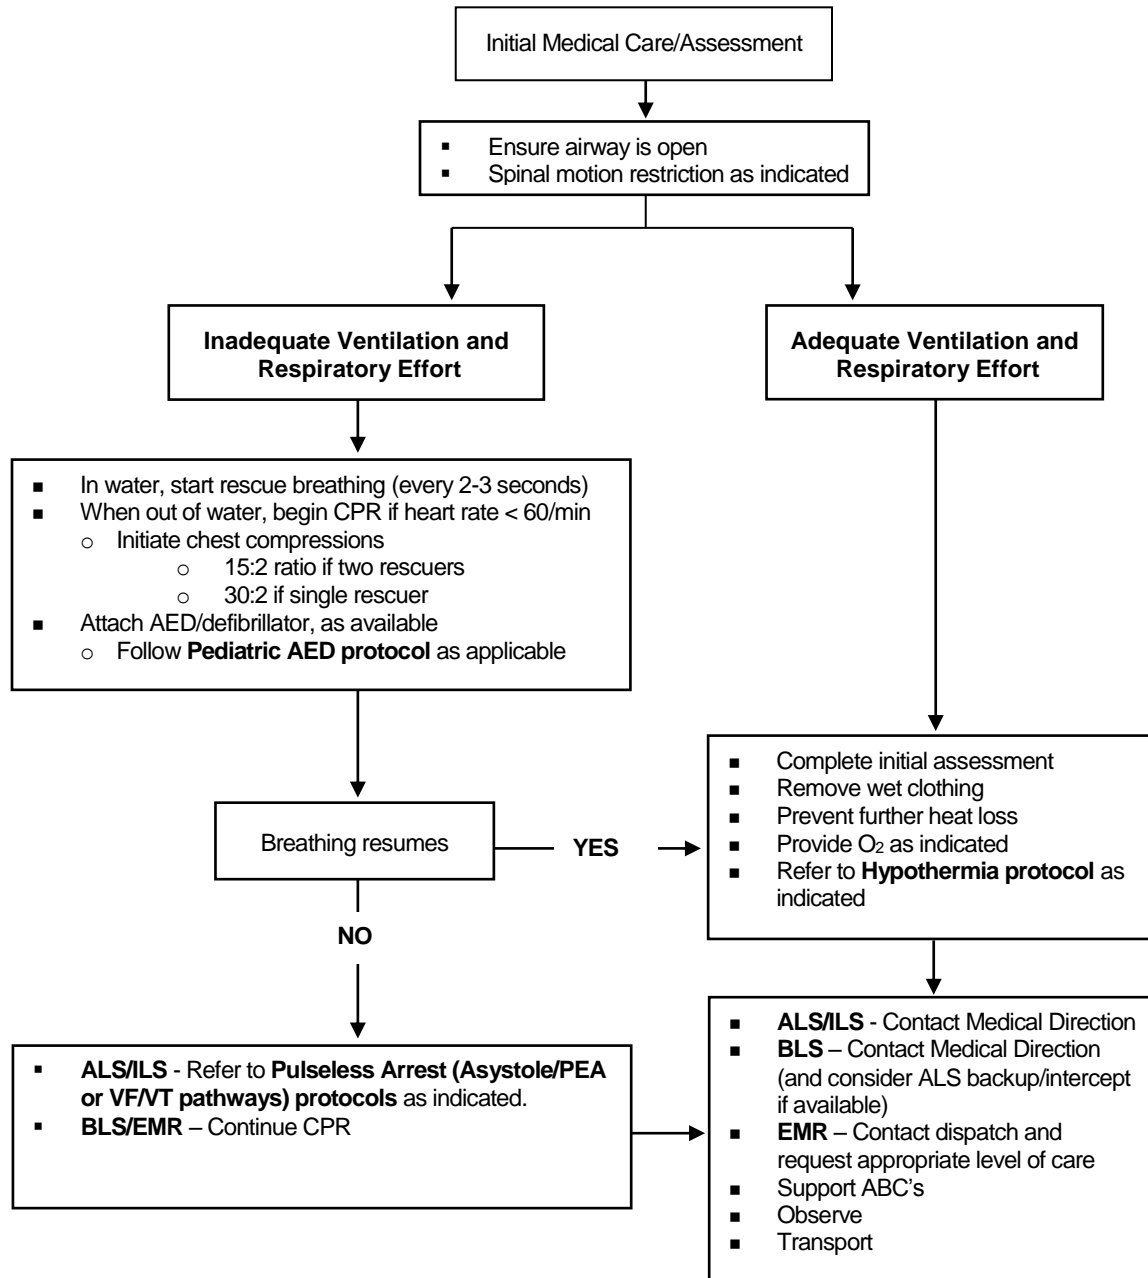 Initial Medical Care/Assessment
▪ Ensure airway is open
▪ Spinal motion restriction as indicated
Inadequate Ventilation and
Respiratory Effort
Adequate Ventilation and
Respiratory Effort
■ In water, start rescue breathing (every 2-3 seconds)
■ When out of water, begin CPR if heart rate < 60/min
o Initiate chest compressions
o 15:2 ratio if two rescuers
o 30:2 if single rescuer
■ Attach AED/defibrillator, as available
o Follow Pediatric AED protocol as applicable
Breathing resumes
YES
NO
■ Complete initial assessment
■ Remove wet clothing
■ Prevent further heat loss
■ Provide O₂ as indicated
■ Refer to Hypothermia protocol as
indicated
▪ ALS/ILS - Refer to Pulseless Arrest (Asystole/PEA
or VF/VT pathways) protocols as indicated.
▪ BLS/EMR – Continue CPR
■ ALS/ILS - Contact Medical Direction
■ BLS – Contact Medical Direction
(and consider ALS backup/intercept
if available)
■ EMR – Contact dispatch and
request appropriate level of care
■ Support ABC's
■ Observe
■ Transport